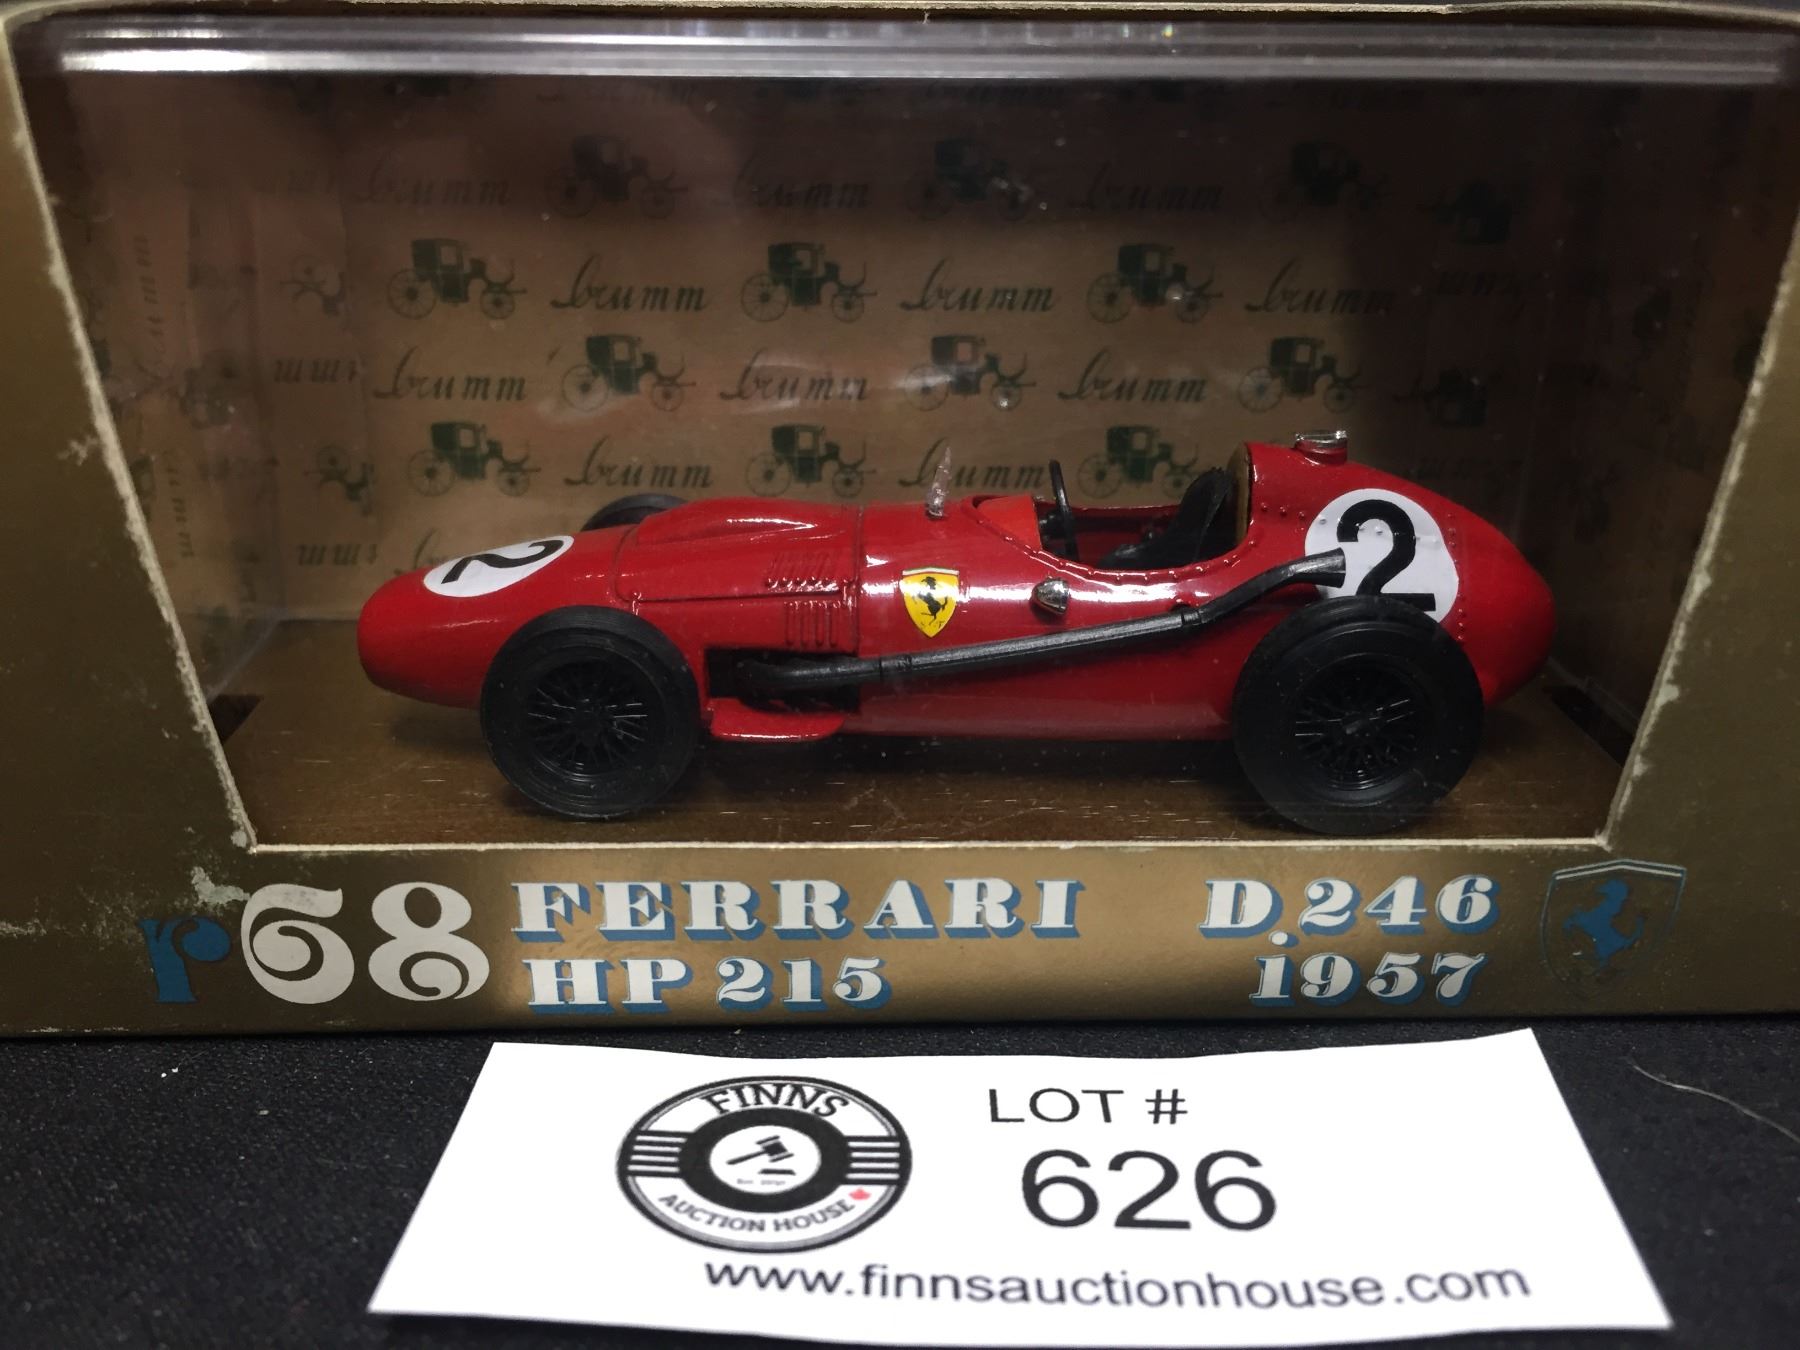 brumm brumm brumm
brumm brumm brumm
brumm brumm brumm
brumm
2
2
S F
r68 FERRARI D.246
HP 215 1957
FINNS
AUCTION HOUSE
LOT #
626
www.finnsauctionhouse.com